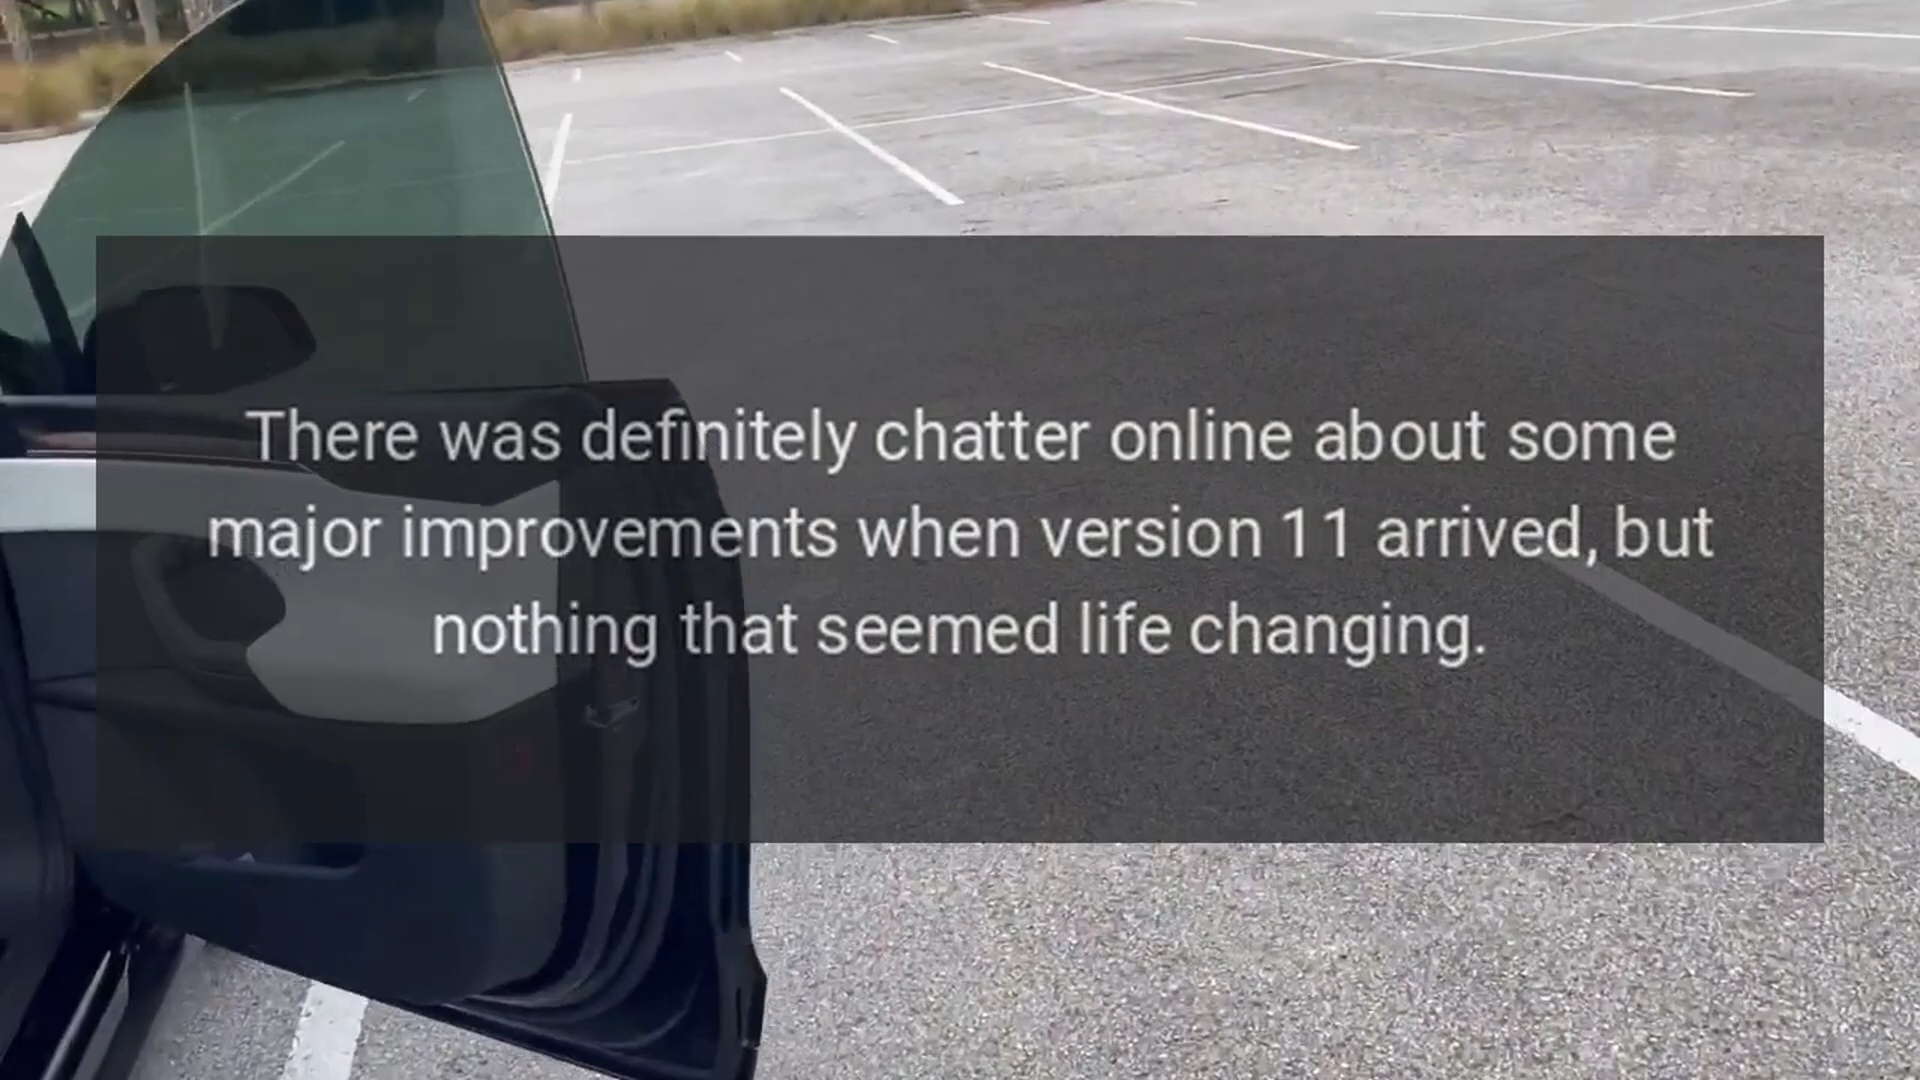 There was definitely chatter online about some
major improvements when version 11 arrived, but
nothing that seemed life changing.